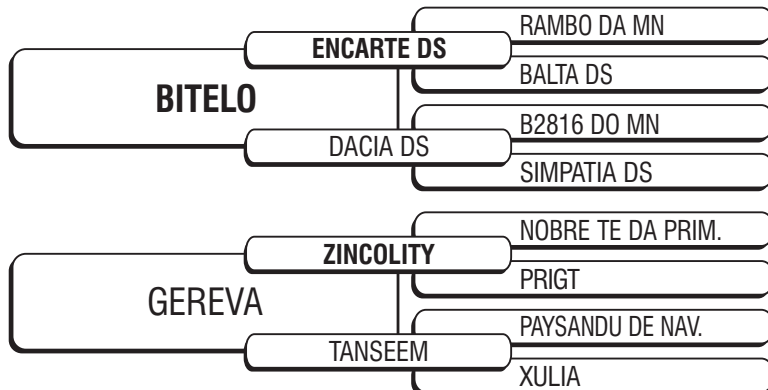 RAMBO DA MN
ENCARTE DS
BALTA DS
BITELO
B2816 DO MN
DACIA DS
SIMPATIA DS
NOBRE TE DA PRIM.
ZINCOLITY
PRIGT
GEREVA
PAYSANDU DE NAV.
TANSEEM
XULIA